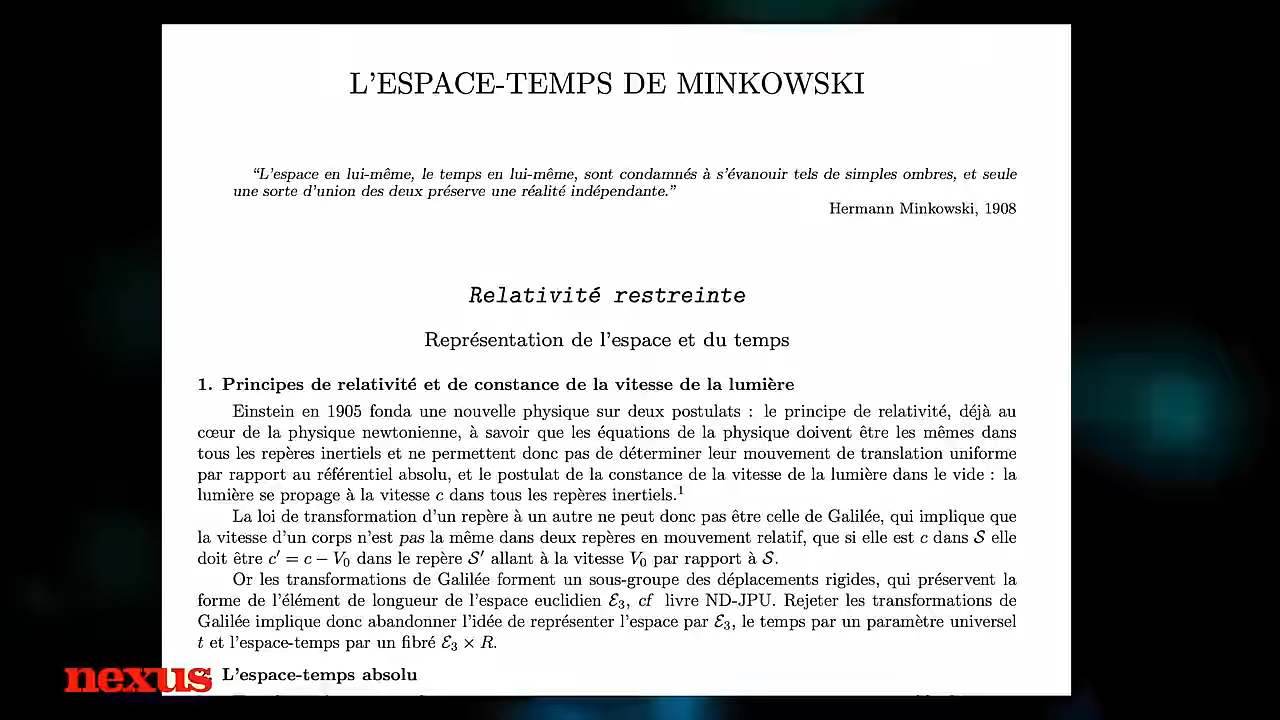 L'ESPACE-TEMPS DE MINKOWSKI
“L'espace en lui-même, le temps en lui-même, sont condamnés à s'évanouir tels de simples ombres, et seule
une sorte d'union des deux préserve une réalité indépendante.”
Hermann Minkowski, 1908
Relativité restreinte
Représentation de l'espace et du temps
1. Principes de relativité et de constance de la vitesse de la lumière
Einstein en 1905 fonda une nouvelle physique sur deux postulats : le principe de relativité, déjà au
cœur de la physique newtonienne, à savoir que les équations de la physique doivent être les mêmes dans
tous les repères inertiels et ne permettent donc pas de déterminer leur mouvement de translation uniforme
par rapport au référentiel absolu, et le postulat de la constance de la vitesse de la lumière dans le vide : la
lumière se propage à la vitesse c dans tous les repères inertiels.¹
La loi de transformation d'un repère à un autre ne peut donc pas être celle de Galilée, qui implique que
la vitesse d'un corps n'est pas la même dans deux repères en mouvement relatif, que si elle est c dans S elle
doit être c′ = c − V₀ dans le repère S′ allant à la vitesse V₀ par rapport à S.
Or les transformations de Galilée forment un sous-groupe des déplacements rigides, qui préservent la
forme de l'élément de longueur de l'espace euclidien ℰ₃, cf livre ND-JPU. Rejeter les transformations de
Galilée implique donc abandonner l'idée de représenter l'espace par ℰ₃, le temps par un paramètre universel
t et l'espace-temps par un fibré ℰ₃ × R.
L'espace-temps absolu
nexus